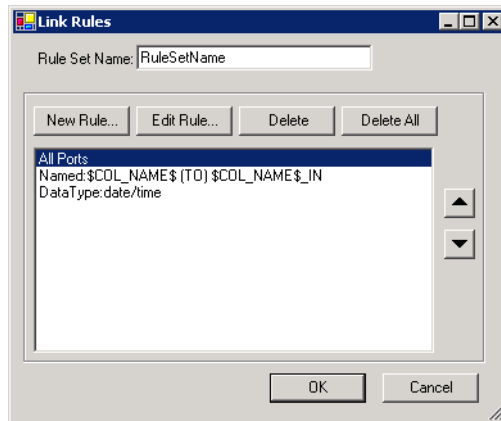 Link Rules
Rule Set Name: RuleSetName
New Rule... Edit Rule... Delete Delete All
All Ports
Named:$COL_NAME$ (TO) $COL_NAME$_IN
DataType:date/time
OK Cancel